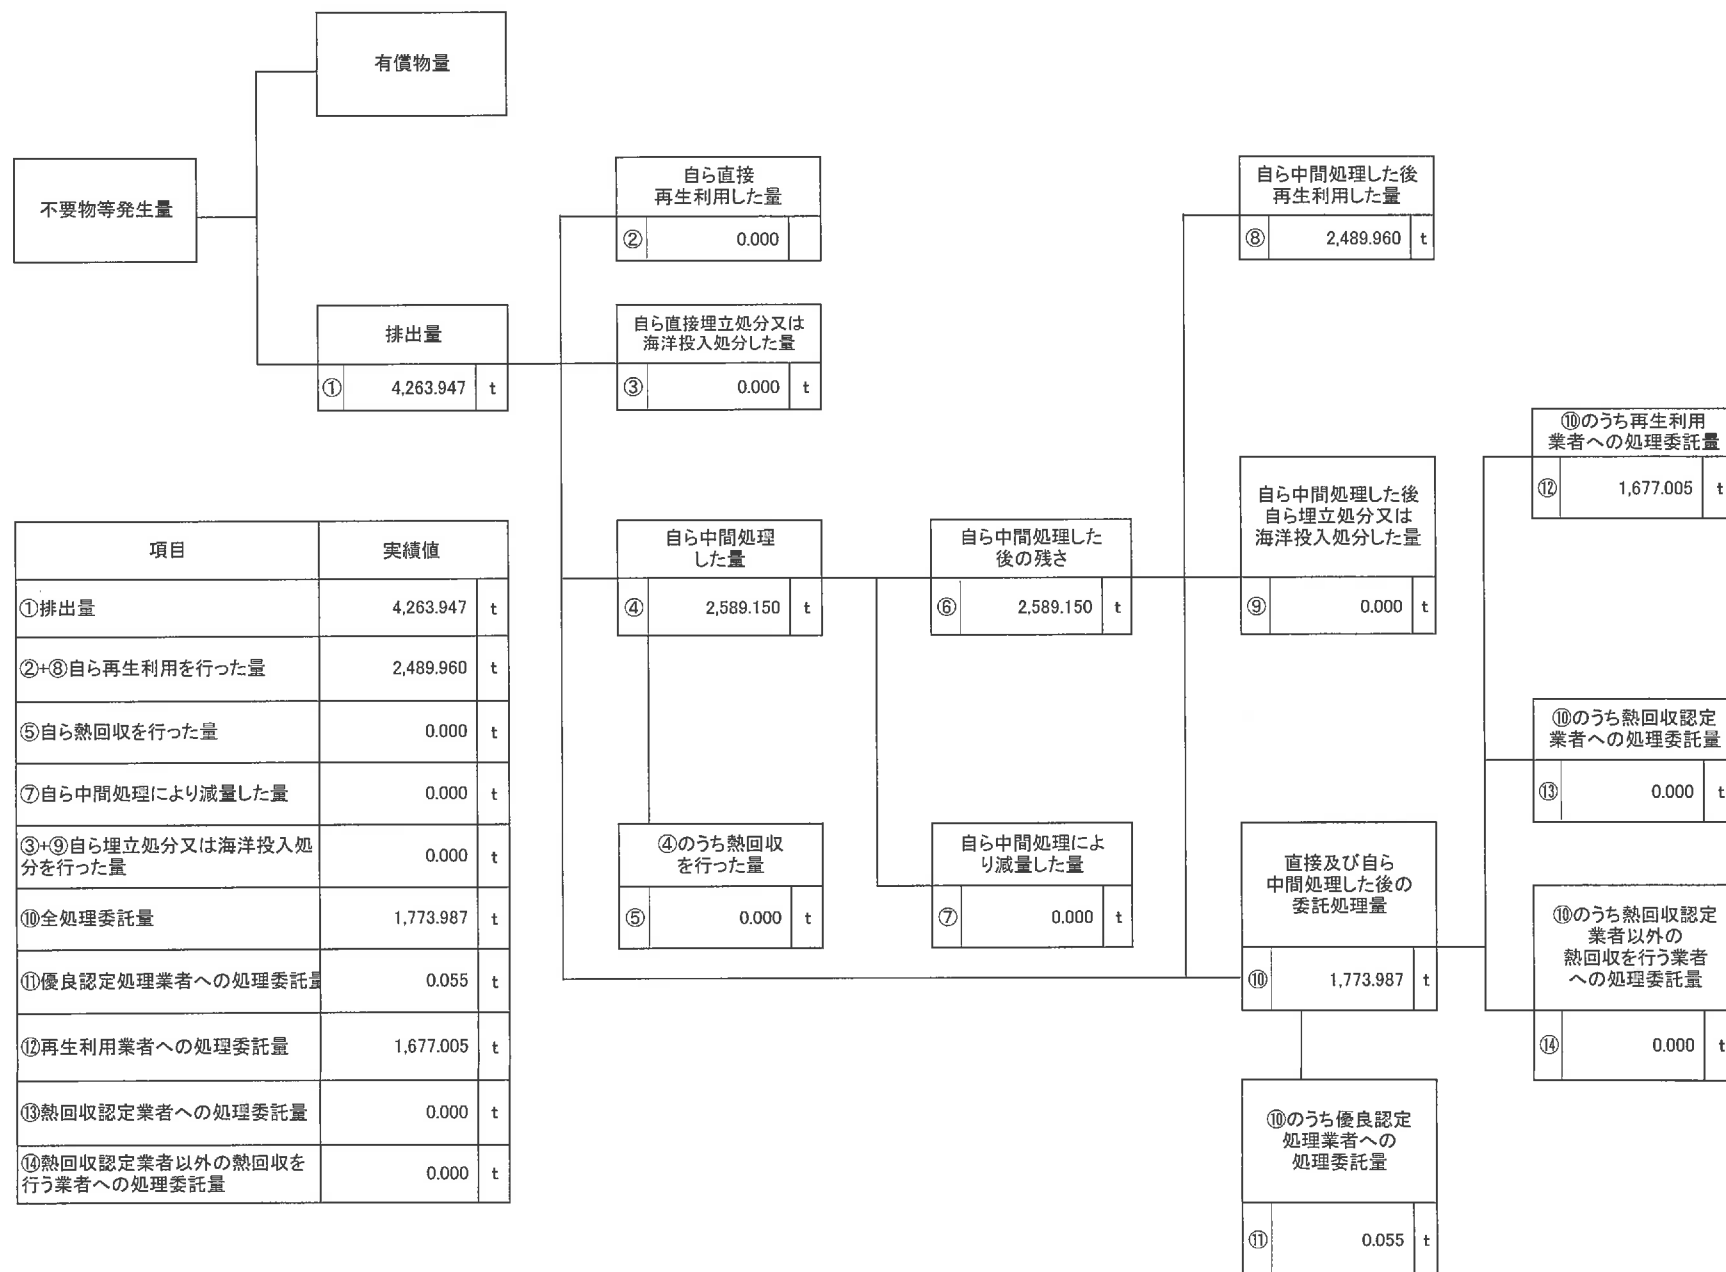 有償物量
不要物等発生量
排出量
① 4,263.947 t
自ら直接
再生利用した量
② 0.000
自ら直接埋立処分又は
海洋投入処分した量
③ 0.000 t
自ら中間処理
した量
④ 2,589.150 t
④のうち熱回収
を行った量
⑤ 0.000 t
自ら中間処理した
後の残さ
⑥ 2,589.150 t
自ら中間処理によ
り減量した量
⑦ 0.000 t
自ら中間処理した後
再生利用した量
⑧ 2,489.960 t
自ら中間処理した後
自ら埋立処分又は
海洋投入処分した量
⑨ 0.000 t
直接及び自ら
中間処理した後の
委託処理量
⑩ 1,773.987 t
⑩のうち優良認定
処理業者への
処理委託量
⑪ 0.055 t
⑩のうち再生利用
業者への処理委託量
⑫ 1,677.005 t
⑩のうち熱回収認定
業者への処理委託量
⑬ 0.000 t
⑩のうち熱回収認定
業者以外の
熱回収を行う業者
への処理委託量
⑭ 0.000 t
項目 実績値
①排出量 4,263.947 t
②+⑧自ら再生利用を行った量 2,489.960 t
⑤自ら熱回収を行った量 0.000 t
⑦自ら中間処理により減量した量 0.000 t
③+⑨自ら埋立処分又は海洋投入処
分を行った量 0.000 t
⑩全処理委託量 1,773.987 t
⑪優良認定処理業者への処理委託量 0.055 t
⑫再生利用業者への処理委託量 1,677.005 t
⑬熱回収認定業者への処理委託量 0.000 t
⑭熱回収認定業者以外の熱回収を
行う業者への処理委託量 0.000 t